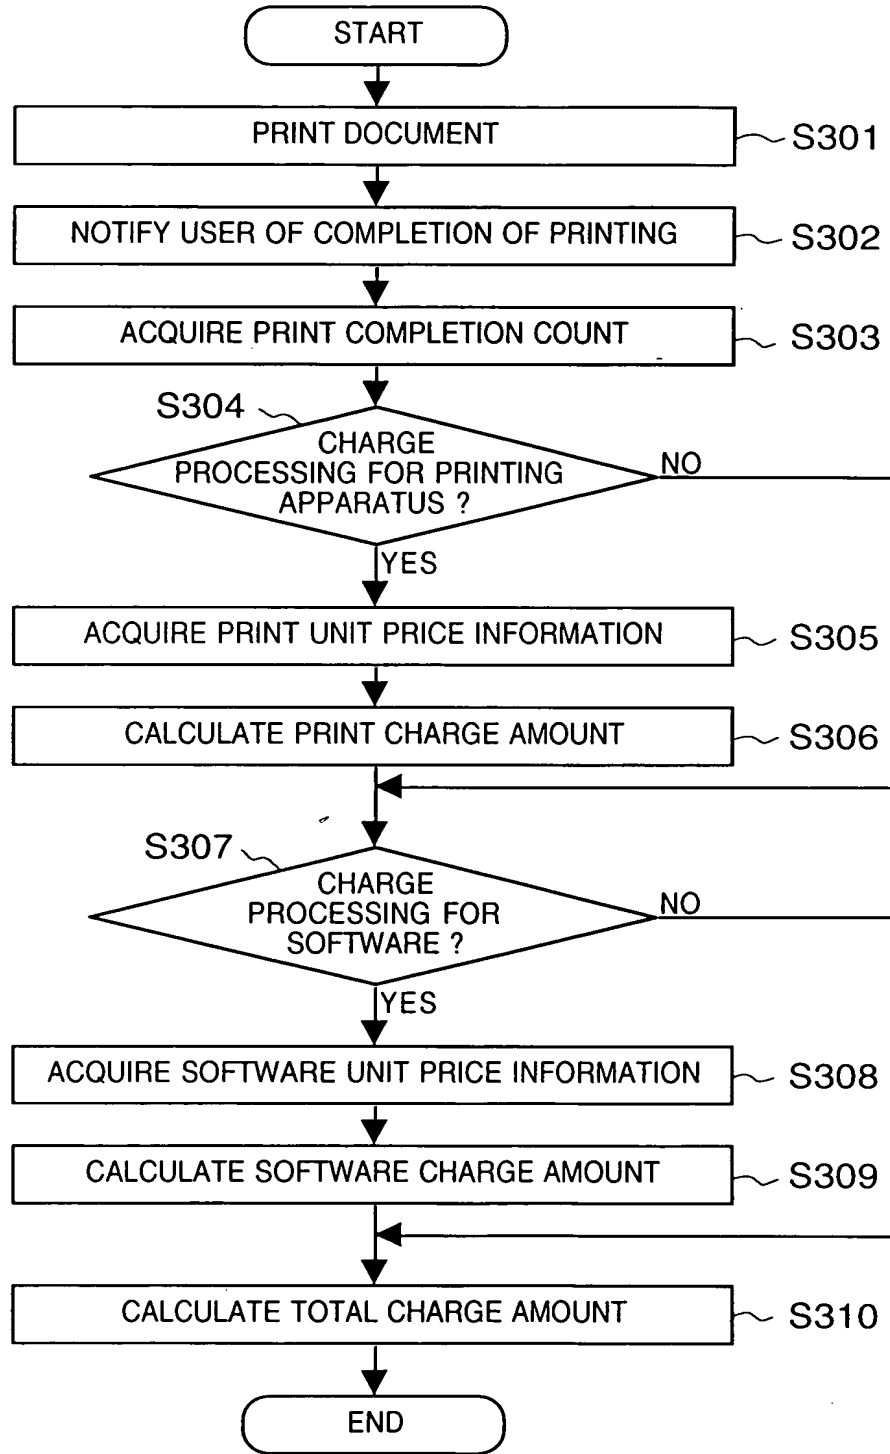 START
PRINT DOCUMENT
S301
NOTIFY USER OF COMPLETION OF PRINTING
S302
ACQUIRE PRINT COMPLETION COUNT
S303
S304
CHARGE
PROCESSING FOR PRINTING
APPARATUS ?
NO
YES
ACQUIRE PRINT UNIT PRICE INFORMATION
S305
CALCULATE PRINT CHARGE AMOUNT
S306
S307
CHARGE
PROCESSING FOR
SOFTWARE ?
NO
YES
ACQUIRE SOFTWARE UNIT PRICE INFORMATION
S308
CALCULATE SOFTWARE CHARGE AMOUNT
S309
CALCULATE TOTAL CHARGE AMOUNT
S310
END